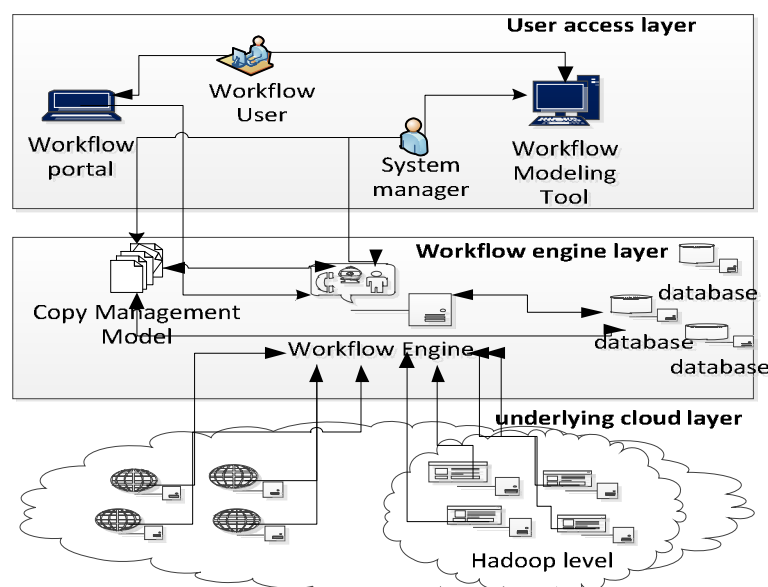 User access layer
Workflow
User
Workflow
portal
System
manager
Workflow
Modeling
Tool
Workflow engine layer
database
Copy Management
Model
database
database
Workflow Engine
underlying cloud layer
Hadoop level